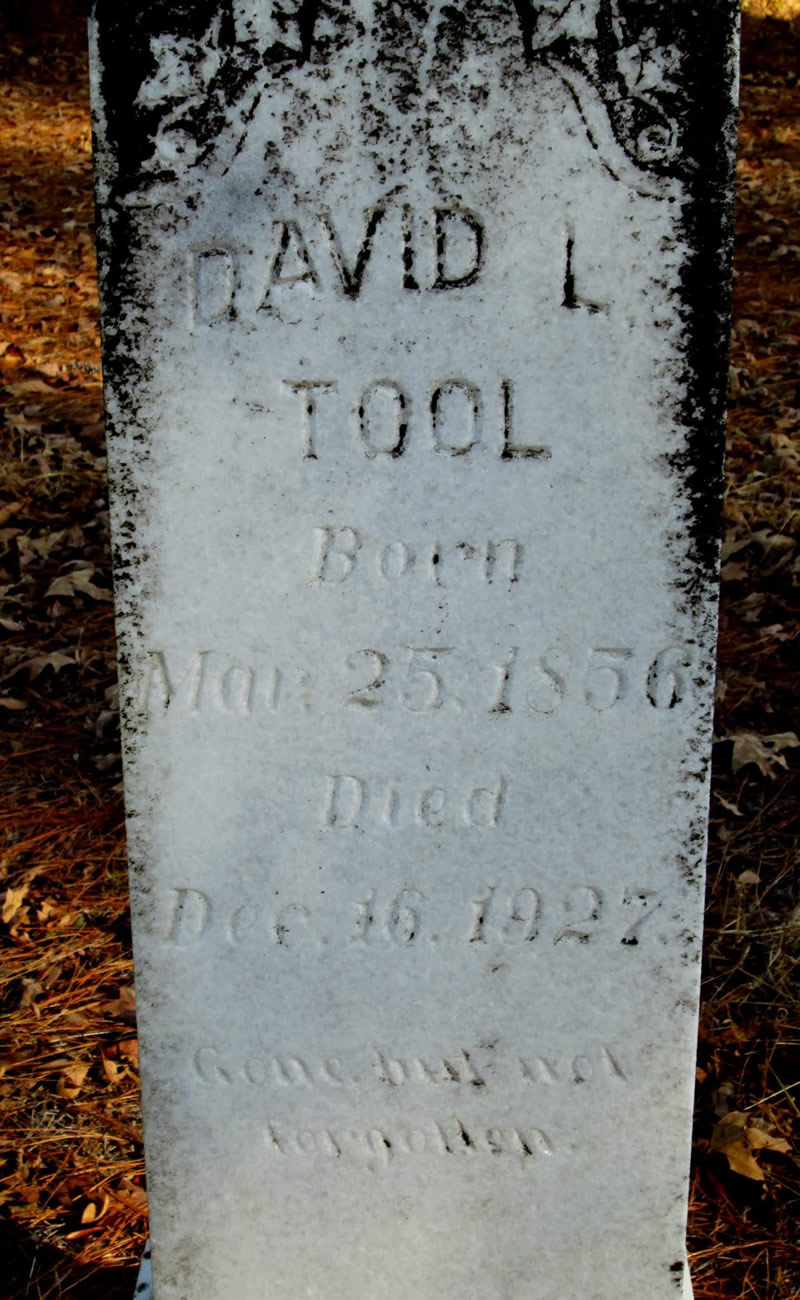 DAVID L.
TOOL
Born
Mar. 25. 1856
Died
Dec. 16. 1927.
Gone but not
forgotten.